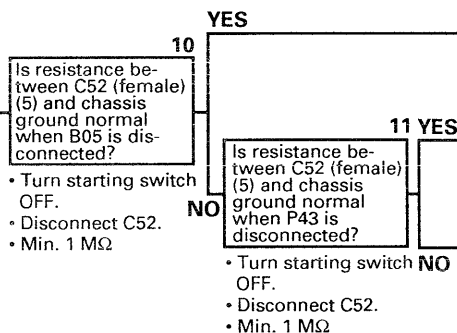 YES
10
Is resistance be-
tween C52 (female)
(5) and chassis
ground normal
when B05 is dis-
connected?
• Turn starting switch
OFF.
• Disconnect C52.
• Min. 1 MΩ
NO
11 YES
Is resistance be-
tween C52 (female)
(5) and chassis
ground normal
when P43 is
disconnected?
• Turn starting switch
OFF.
• Disconnect C52.
• Min. 1 MΩ
NO